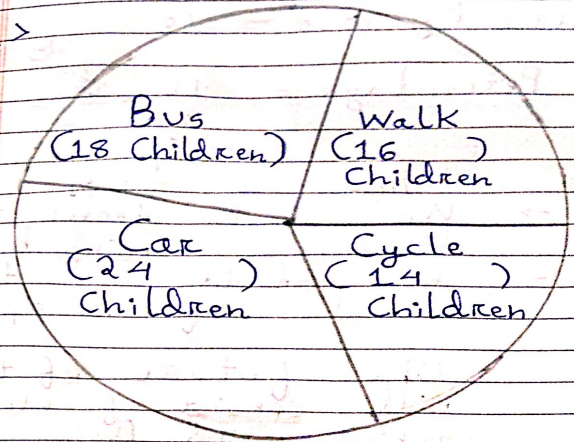 >
Bus
(18 Children)
Walk
(16 )
Children
Car
(24 )
Children
Cycle
(14 )
Children